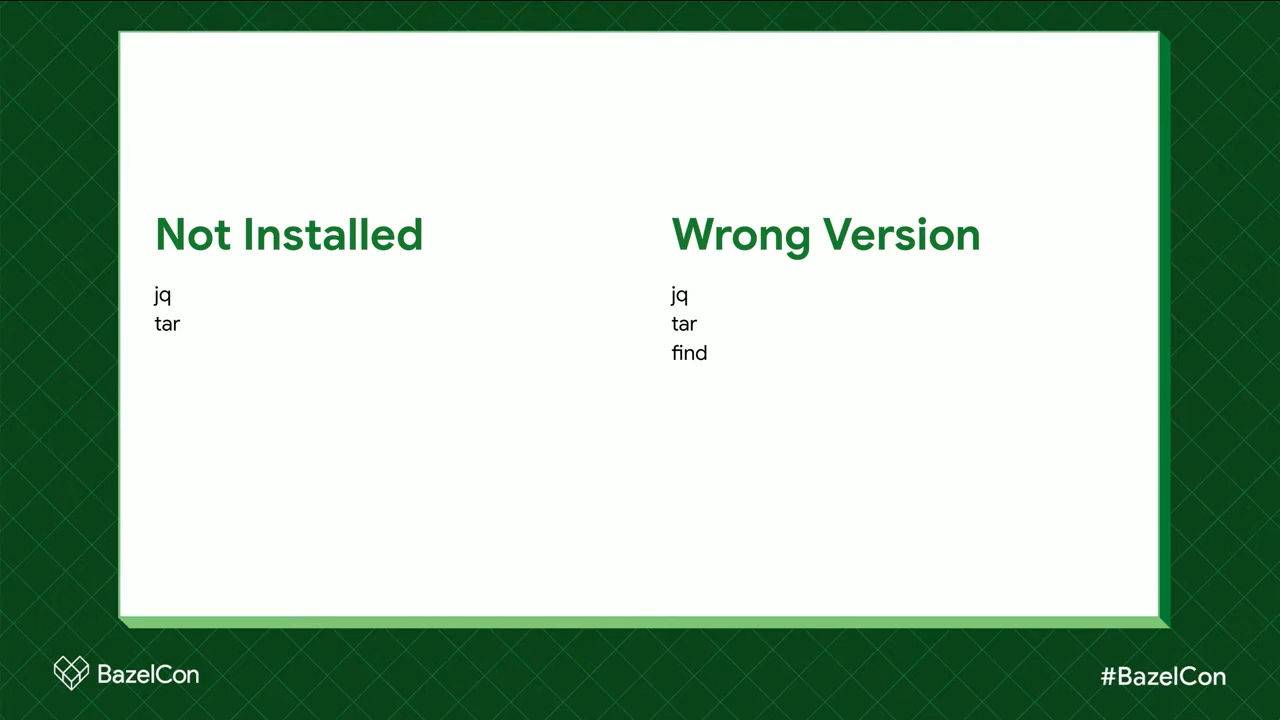 Not Installed
jq
tar
Wrong Version
jq
tar
find
BazelCon
#BazelCon